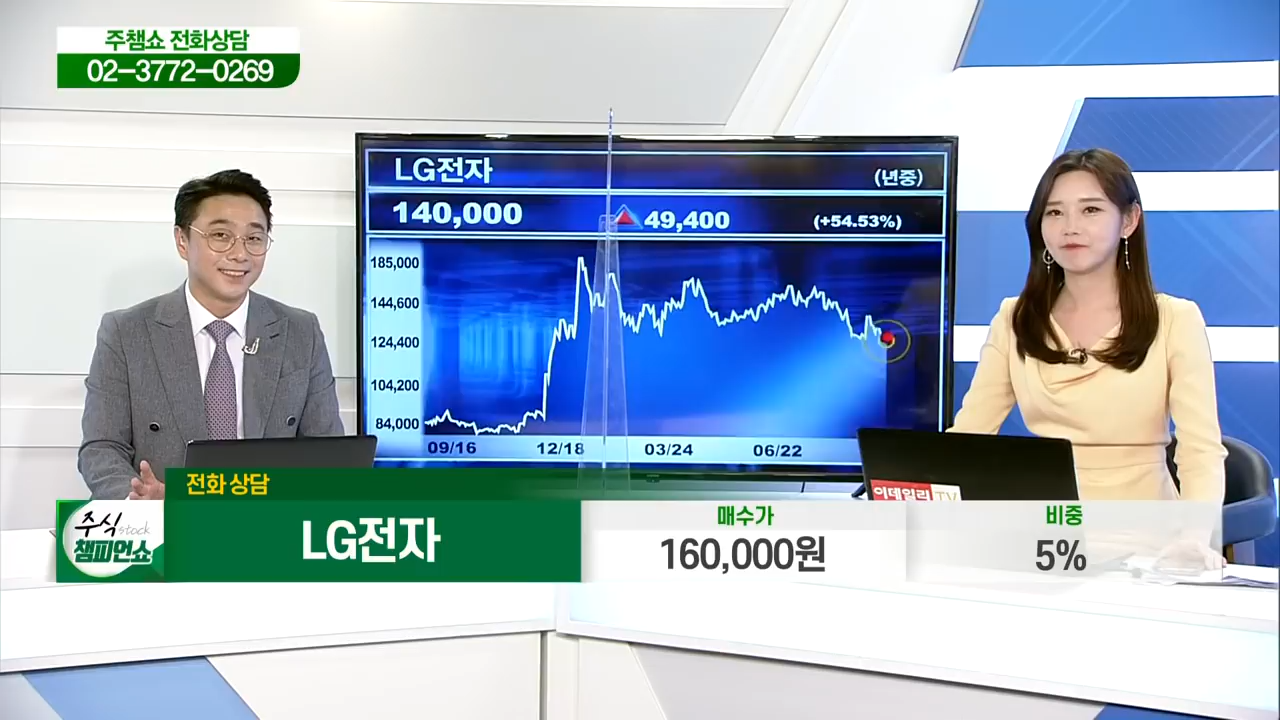 주챔쇼 전화상담
02-3772-0269
LG전자
(년중)
140,000
49,400
(+54.53%)
185,000
144,600
124,400
104,200
84,000
09/16
12/18
03/24
06/22
이데일리TV
전화 상담
주식
stock
챔피언쇼
LG전자
매수가
160,000원
비중
5%